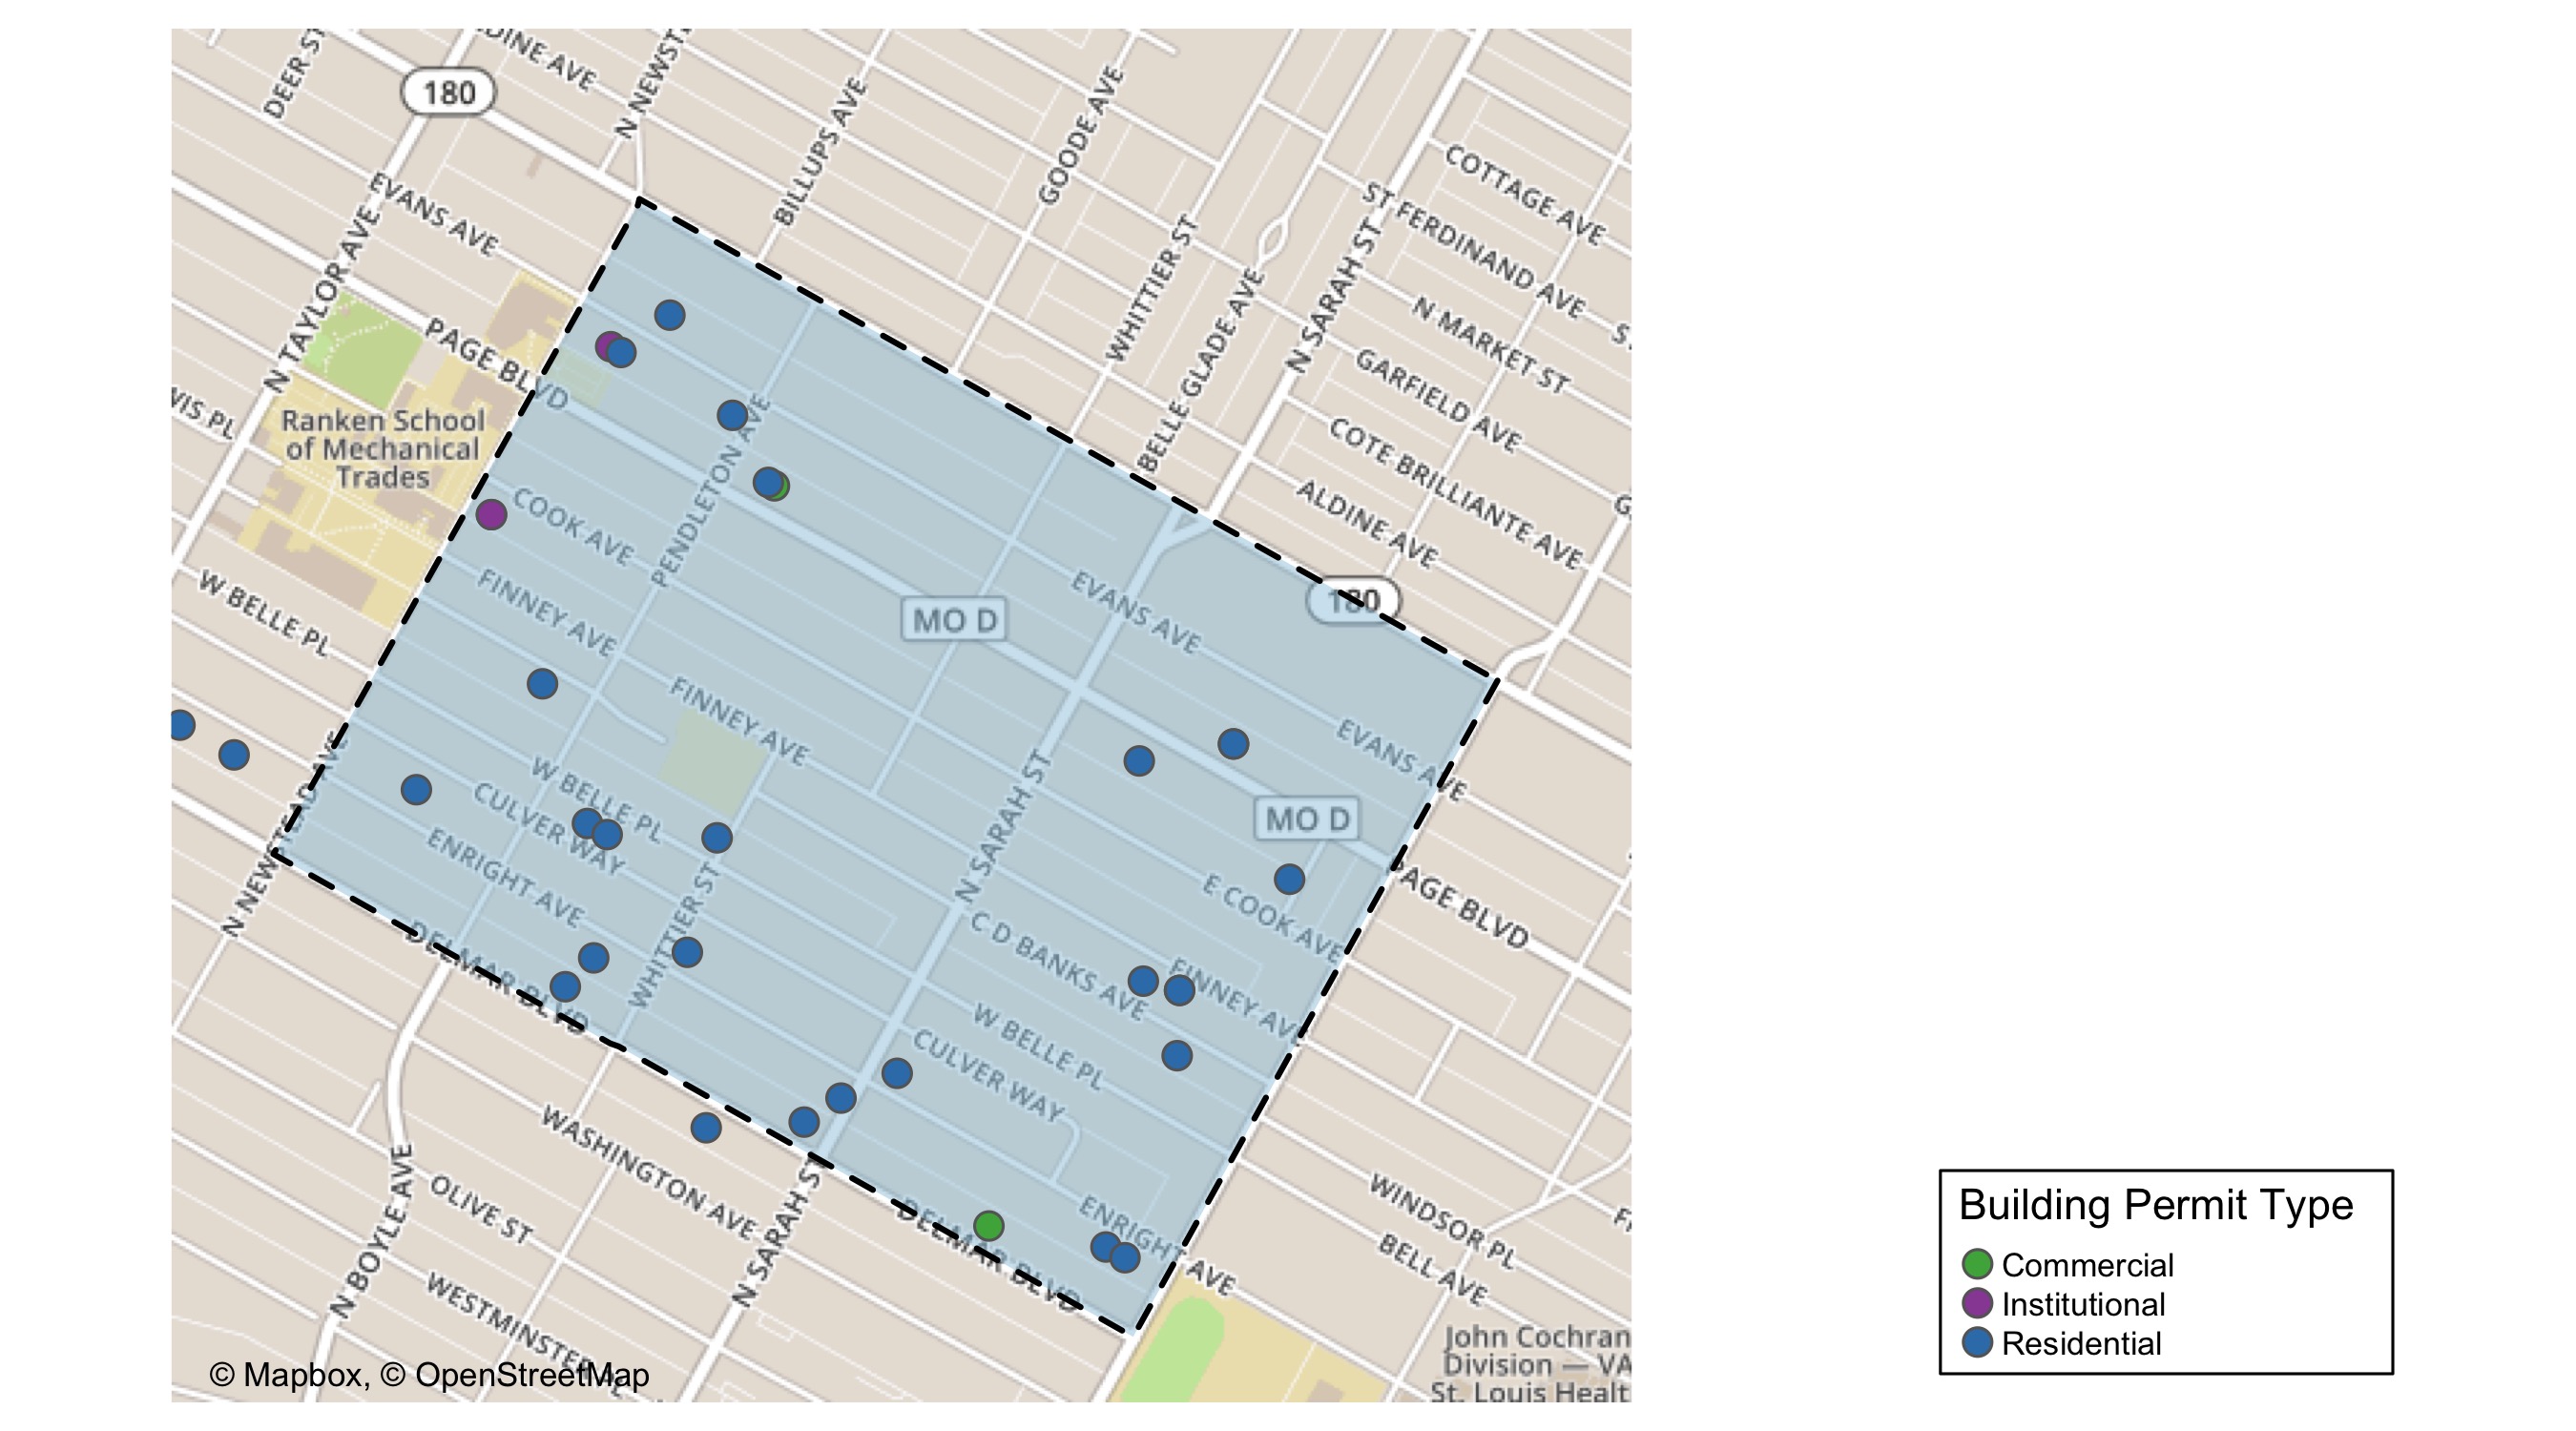 DEER ST
DINE AVE
N NEWST
180
BILLUPS AVE
GOODE AVE
COTTAGE AVE
ST FERDINAND AVE
EVANS AVE
N TAYLOR AVE
WHITTIER ST
BELLE GLADE AVE
N SARAH ST
N MARKET ST
GARFIELD AVE
PAGE BLVD
VIS PL
Ranken School
of Mechanical
Trades
PENDLETON AVE
COTE BRILLIANTE AVE
ALDINE AVE
COOK AVE
FINNEY AVE
W BELLE PL
MO D
EVANS AVE
180
FINNEY AVE
EVANS AVE
N SARAH ST
MO D
W BELLE PL
CULVER WAY
ENRIGHT AVE
N NEWSTEAD AVE
PAGE BLVD
E COOK AVE
C D BANKS AVE
FINNEY AVE
WHITTIER ST
DELMAR BLVD
W BELLE PL
CULVER WAY
WASHINGTON AVE
N BOYLE AVE
OLIVE ST
N SARAH ST
DELMAR BLVD
ENRIGHT AVE
WINDSOR PL
BELL AVE
WESTMINSTER PL
John Cochran
Division — VA
St. Louis Healt
© Mapbox, © OpenStreetMap
Building Permit Type
Commercial
Institutional
Residential